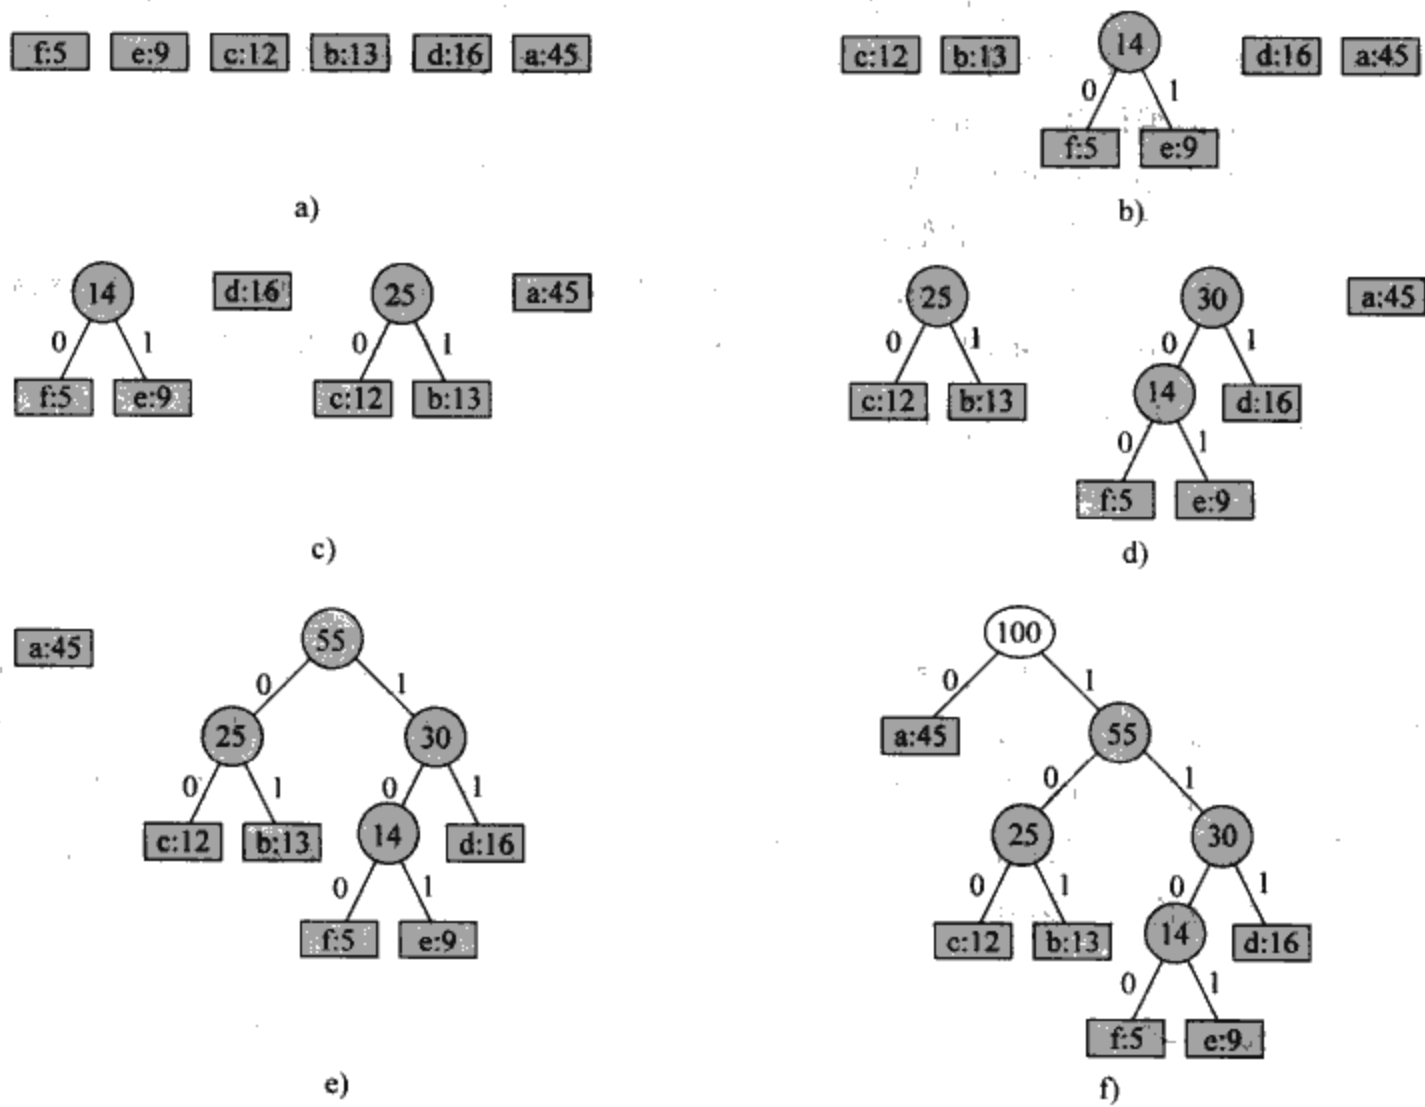 f:5 e:9 c:12 b:13 d:16 a:45
a)
c:12 b:13 14 d:16 a:45
0 1
f:5 e:9
b)
14 d:16 25 a:45
0 1 0 1
f:5 e:9 c:12 b:13
c)
25 30 a:45
0 1 0 1
c:12 b:13 14 d:16
0 1
f:5 e:9
d)
a:45 55
0 1
25 30
0 1 0 1
c:12 b:13 14 d:16
0 1
f:5 e:9
e)
100
0 1
a:45 55
0 1
25 30
0 1 0 1
c:12 b:13 14 d:16
0 1
f:5 e:9
f)